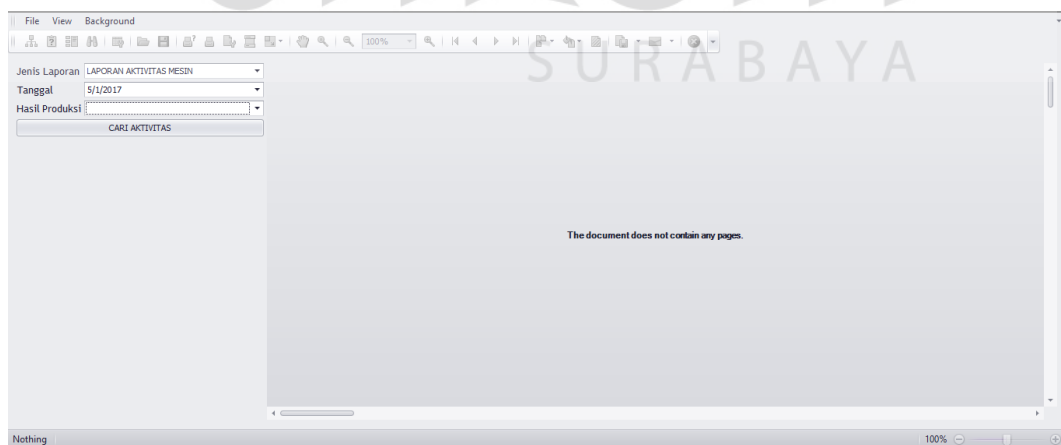 File View Background
100%
SURABAYA
Jenis Laporan LAPORAN AKTIVITAS MESIN
Tanggal 5/1/2017
Hasil Produksi
CARI AKTIVITAS
The document does not contain any pages.
Nothing 100%